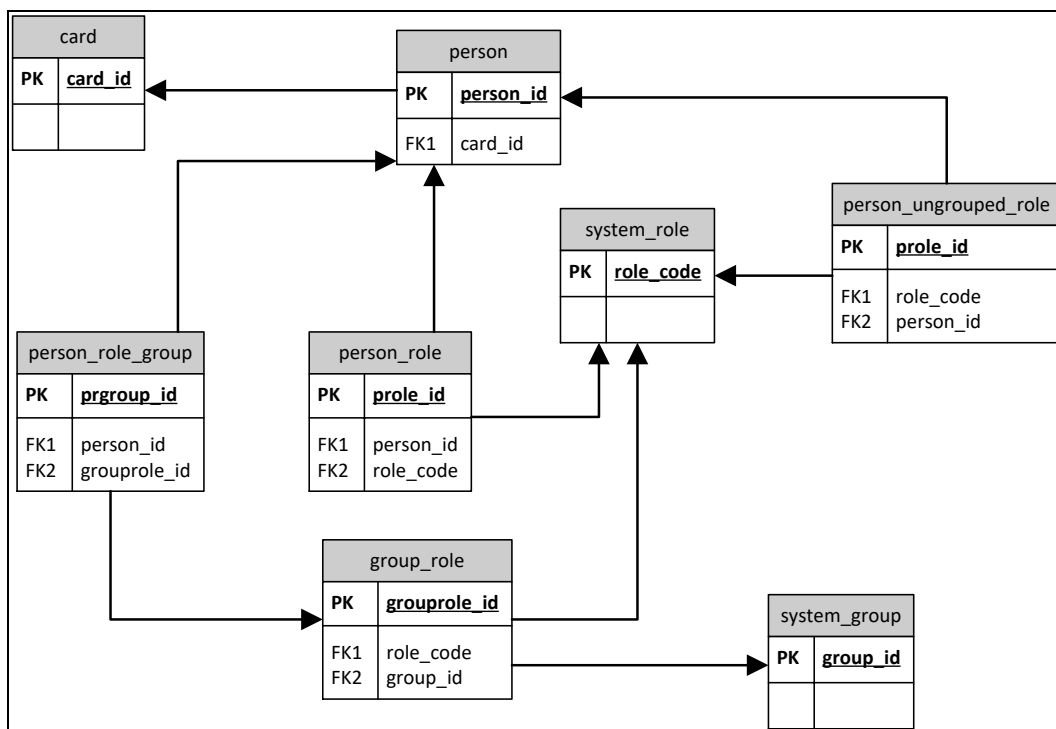 card
PK card_id
person
PK person_id
FK1 card_id
person_ungrouped_role
PK prole_id
FK1 role_code
FK2 person_id
system_role
PK role_code
person_role_group
PK prgroup_id
FK1 person_id
FK2 grouprole_id
person_role
PK prole_id
FK1 person_id
FK2 role_code
group_role
PK grouprole_id
FK1 role_code
FK2 group_id
system_group
PK group_id